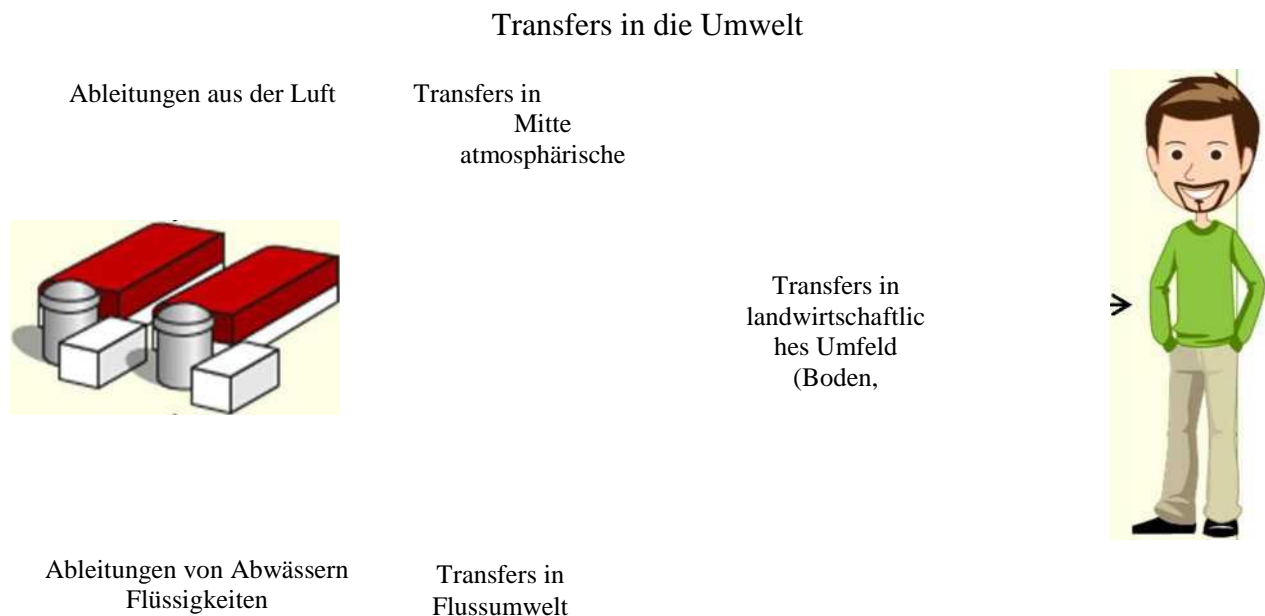 Transfers in die Umwelt
Ableitungen aus der Luft
Transfers in
Mitte
atmosphärische
Transfers in
landwirtschaftlic
hes Umfeld
(Boden,
Ableitungen von Abwässern
Flüssigkeiten
Transfers in
Flussumwelt